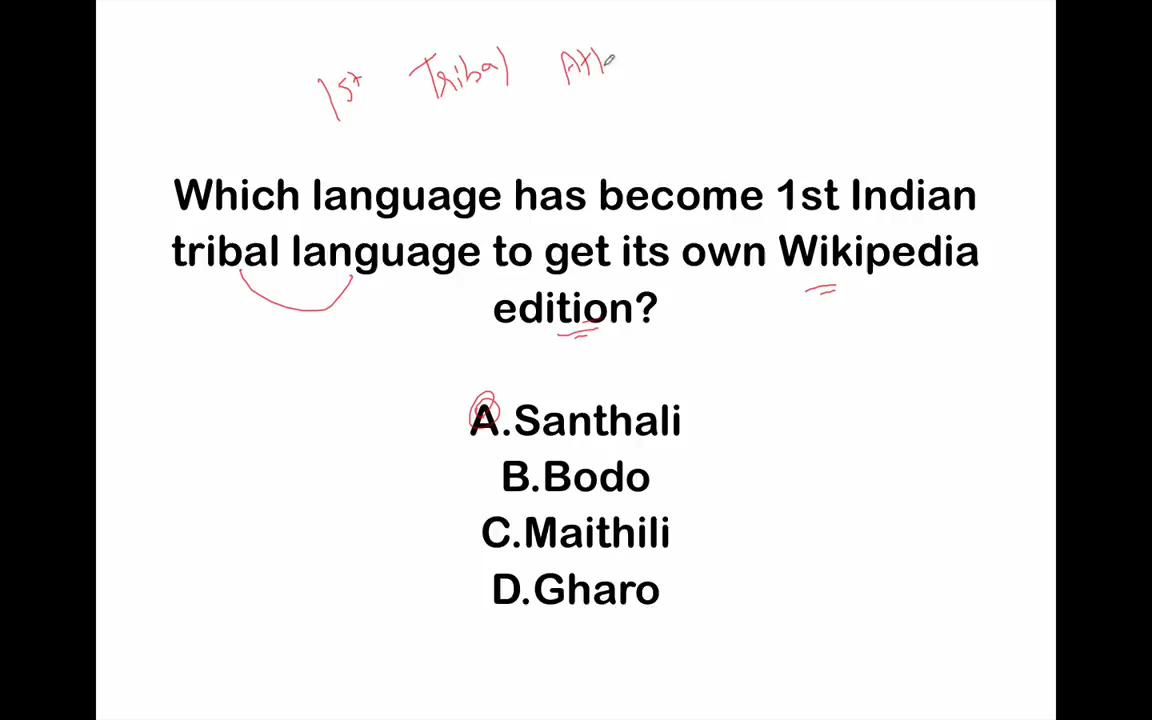 1st Tribal
Which language has become 1st Indian
tribal language to get its own Wikipedia
edition?
A.Santhali
B.Bodo
C.Maithili
D.Gharo